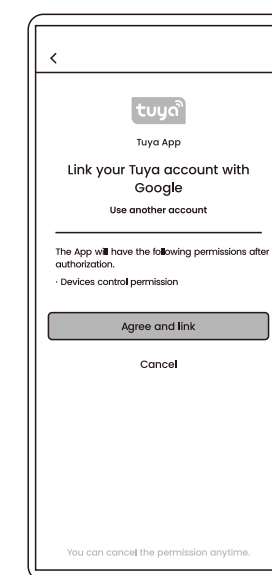 tuya
Tuya App
Link your Tuya account with
Google
Use another account
The App will have the following permissions after
authorization.
· Devices control permission
Agree and link
Cancel
You can cancel the permission anytime.